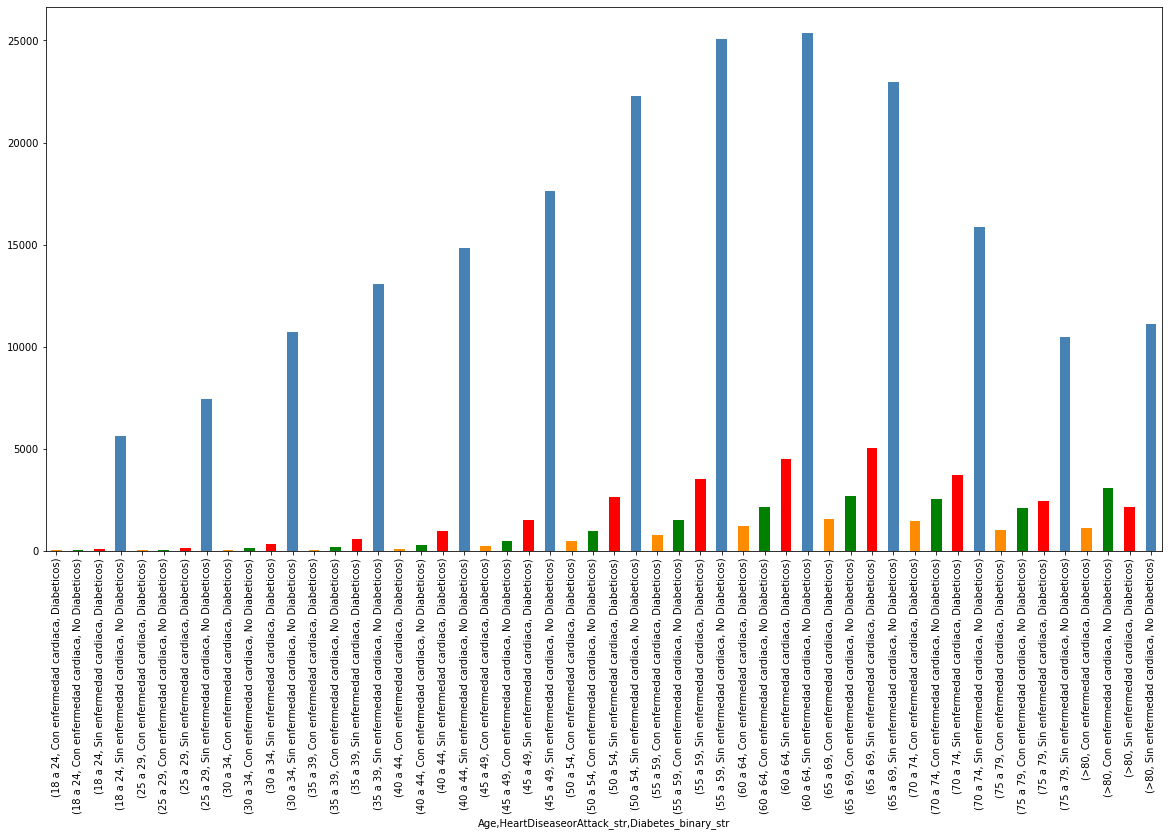 25000
20000
15000
10000
5000
0
(18 a 24, Con enfermedad cardiaca, Diabeticos)
(18 a 24, Con enfermedad cardiaca, No Diabeticos)
(18 a 24, Sin enfermedad cardiaca, Diabeticos)
(18 a 24, Sin enfermedad cardiaca, No Diabeticos)
(25 a 29, Con enfermedad cardiaca, Diabeticos)
(25 a 29, Con enfermedad cardiaca, No Diabeticos)
(25 a 29, Sin enfermedad cardiaca, Diabeticos)
(25 a 29, Sin enfermedad cardiaca, No Diabeticos)
(30 a 34, Con enfermedad cardiaca, Diabeticos)
(30 a 34, Con enfermedad cardiaca, No Diabeticos)
(30 a 34, Sin enfermedad cardiaca, Diabeticos)
(30 a 34, Sin enfermedad cardiaca, No Diabeticos)
(35 a 39, Con enfermedad cardiaca, Diabeticos)
(35 a 39, Con enfermedad cardiaca, No Diabeticos)
(35 a 39, Sin enfermedad cardiaca, Diabeticos)
(35 a 39, Sin enfermedad cardiaca, No Diabeticos)
(40 a 44, Con enfermedad cardiaca, Diabeticos)
(40 a 44, Con enfermedad cardiaca, No Diabeticos)
(40 a 44, Sin enfermedad cardiaca, Diabeticos)
(40 a 44, Sin enfermedad cardiaca, No Diabeticos)
(45 a 49, Con enfermedad cardiaca, Diabeticos)
(45 a 49, Con enfermedad cardiaca, No Diabeticos)
(45 a 49, Sin enfermedad cardiaca, Diabeticos)
(45 a 49, Sin enfermedad cardiaca, No Diabeticos)
(50 a 54, Con enfermedad cardiaca, Diabeticos)
(50 a 54, Con enfermedad cardiaca, No Diabeticos)
(50 a 54, Sin enfermedad cardiaca, Diabeticos)
(50 a 54, Sin enfermedad cardiaca, No Diabeticos)
(55 a 59, Con enfermedad cardiaca, Diabeticos)
(55 a 59, Con enfermedad cardiaca, No Diabeticos)
(55 a 59, Sin enfermedad cardiaca, Diabeticos)
(55 a 59, Sin enfermedad cardiaca, No Diabeticos)
(60 a 64, Con enfermedad cardiaca, Diabeticos)
(60 a 64, Con enfermedad cardiaca, No Diabeticos)
(60 a 64, Sin enfermedad cardiaca, Diabeticos)
(60 a 64, Sin enfermedad cardiaca, No Diabeticos)
(65 a 69, Con enfermedad cardiaca, Diabeticos)
(65 a 69, Con enfermedad cardiaca, No Diabeticos)
(65 a 69, Sin enfermedad cardiaca, Diabeticos)
(65 a 69, Sin enfermedad cardiaca, No Diabeticos)
(70 a 74, Con enfermedad cardiaca, Diabeticos)
(70 a 74, Con enfermedad cardiaca, No Diabeticos)
(70 a 74, Sin enfermedad cardiaca, Diabeticos)
(70 a 74, Sin enfermedad cardiaca, No Diabeticos)
(75 a 79, Con enfermedad cardiaca, Diabeticos)
(75 a 79, Con enfermedad cardiaca, No Diabeticos)
(75 a 79, Sin enfermedad cardiaca, Diabeticos)
(75 a 79, Sin enfermedad cardiaca, No Diabeticos)
(>80, Con enfermedad cardiaca, Diabeticos)
(>80, Con enfermedad cardiaca, No Diabeticos)
(>80, Sin enfermedad cardiaca, Diabeticos)
(>80, Sin enfermedad cardiaca, No Diabeticos)
Age,HeartDiseaseorAttack_str,Diabetes_binary_str